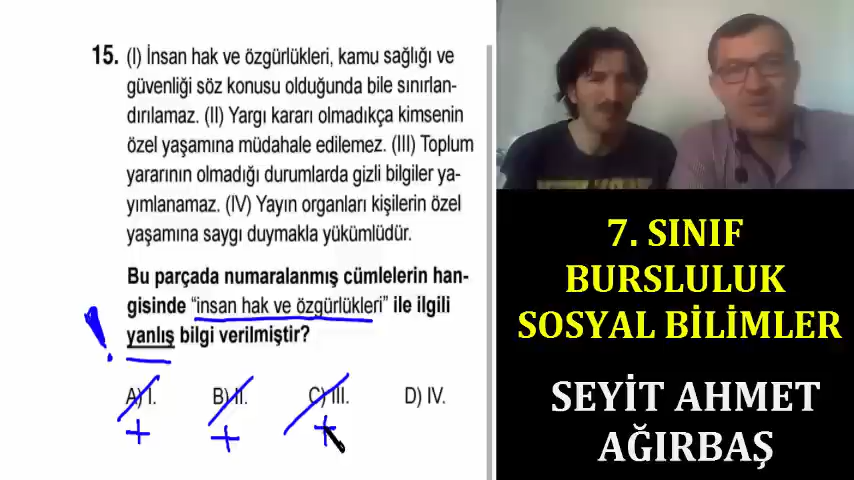 15. (I) İnsan hak ve özgürlükleri, kamu sağlığı ve
güvenliği söz konusu olduğunda bile sınırlan-
dırılamaz. (II) Yargı kararı olmadıkça kimsenin
özel yaşamına müdahale edilemez. (III) Toplum
yararının olmadığı durumlarda gizli bilgiler ya-
yımlanamaz. (IV) Yayın organları kişilerin özel
yaşamına saygı duymakla yükümlüdür.
Bu parçada numaralanmış cümlelerin han-
gisinde “insan hak ve özgürlükleri” ile ilgili
yanlış bilgi verilmiştir?
!
A) I. B) II. C) III. D) IV.
+ + +
7. SINIF
BURSLULUK
SOSYAL BİLİMLER
SEYİT AHMET
AĞIRBAŞ